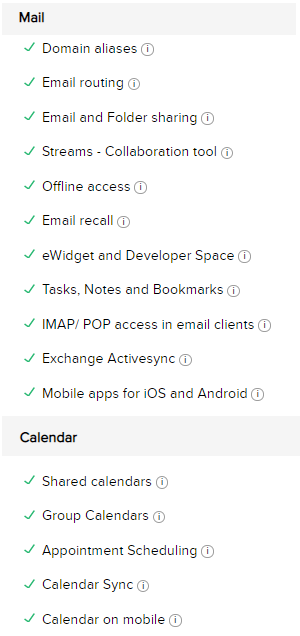 Mail
Domain aliases
Email routing
Email and Folder sharing
Streams - Collaboration tool
Offline access
Email recall
eWidget and Developer Space
Tasks, Notes and Bookmarks
IMAP/ POP access in email clients
Exchange Activesync
Mobile apps for iOS and Android
Calendar
Shared calendars
Group Calendars
Appointment Scheduling
Calendar Sync
Calendar on mobile